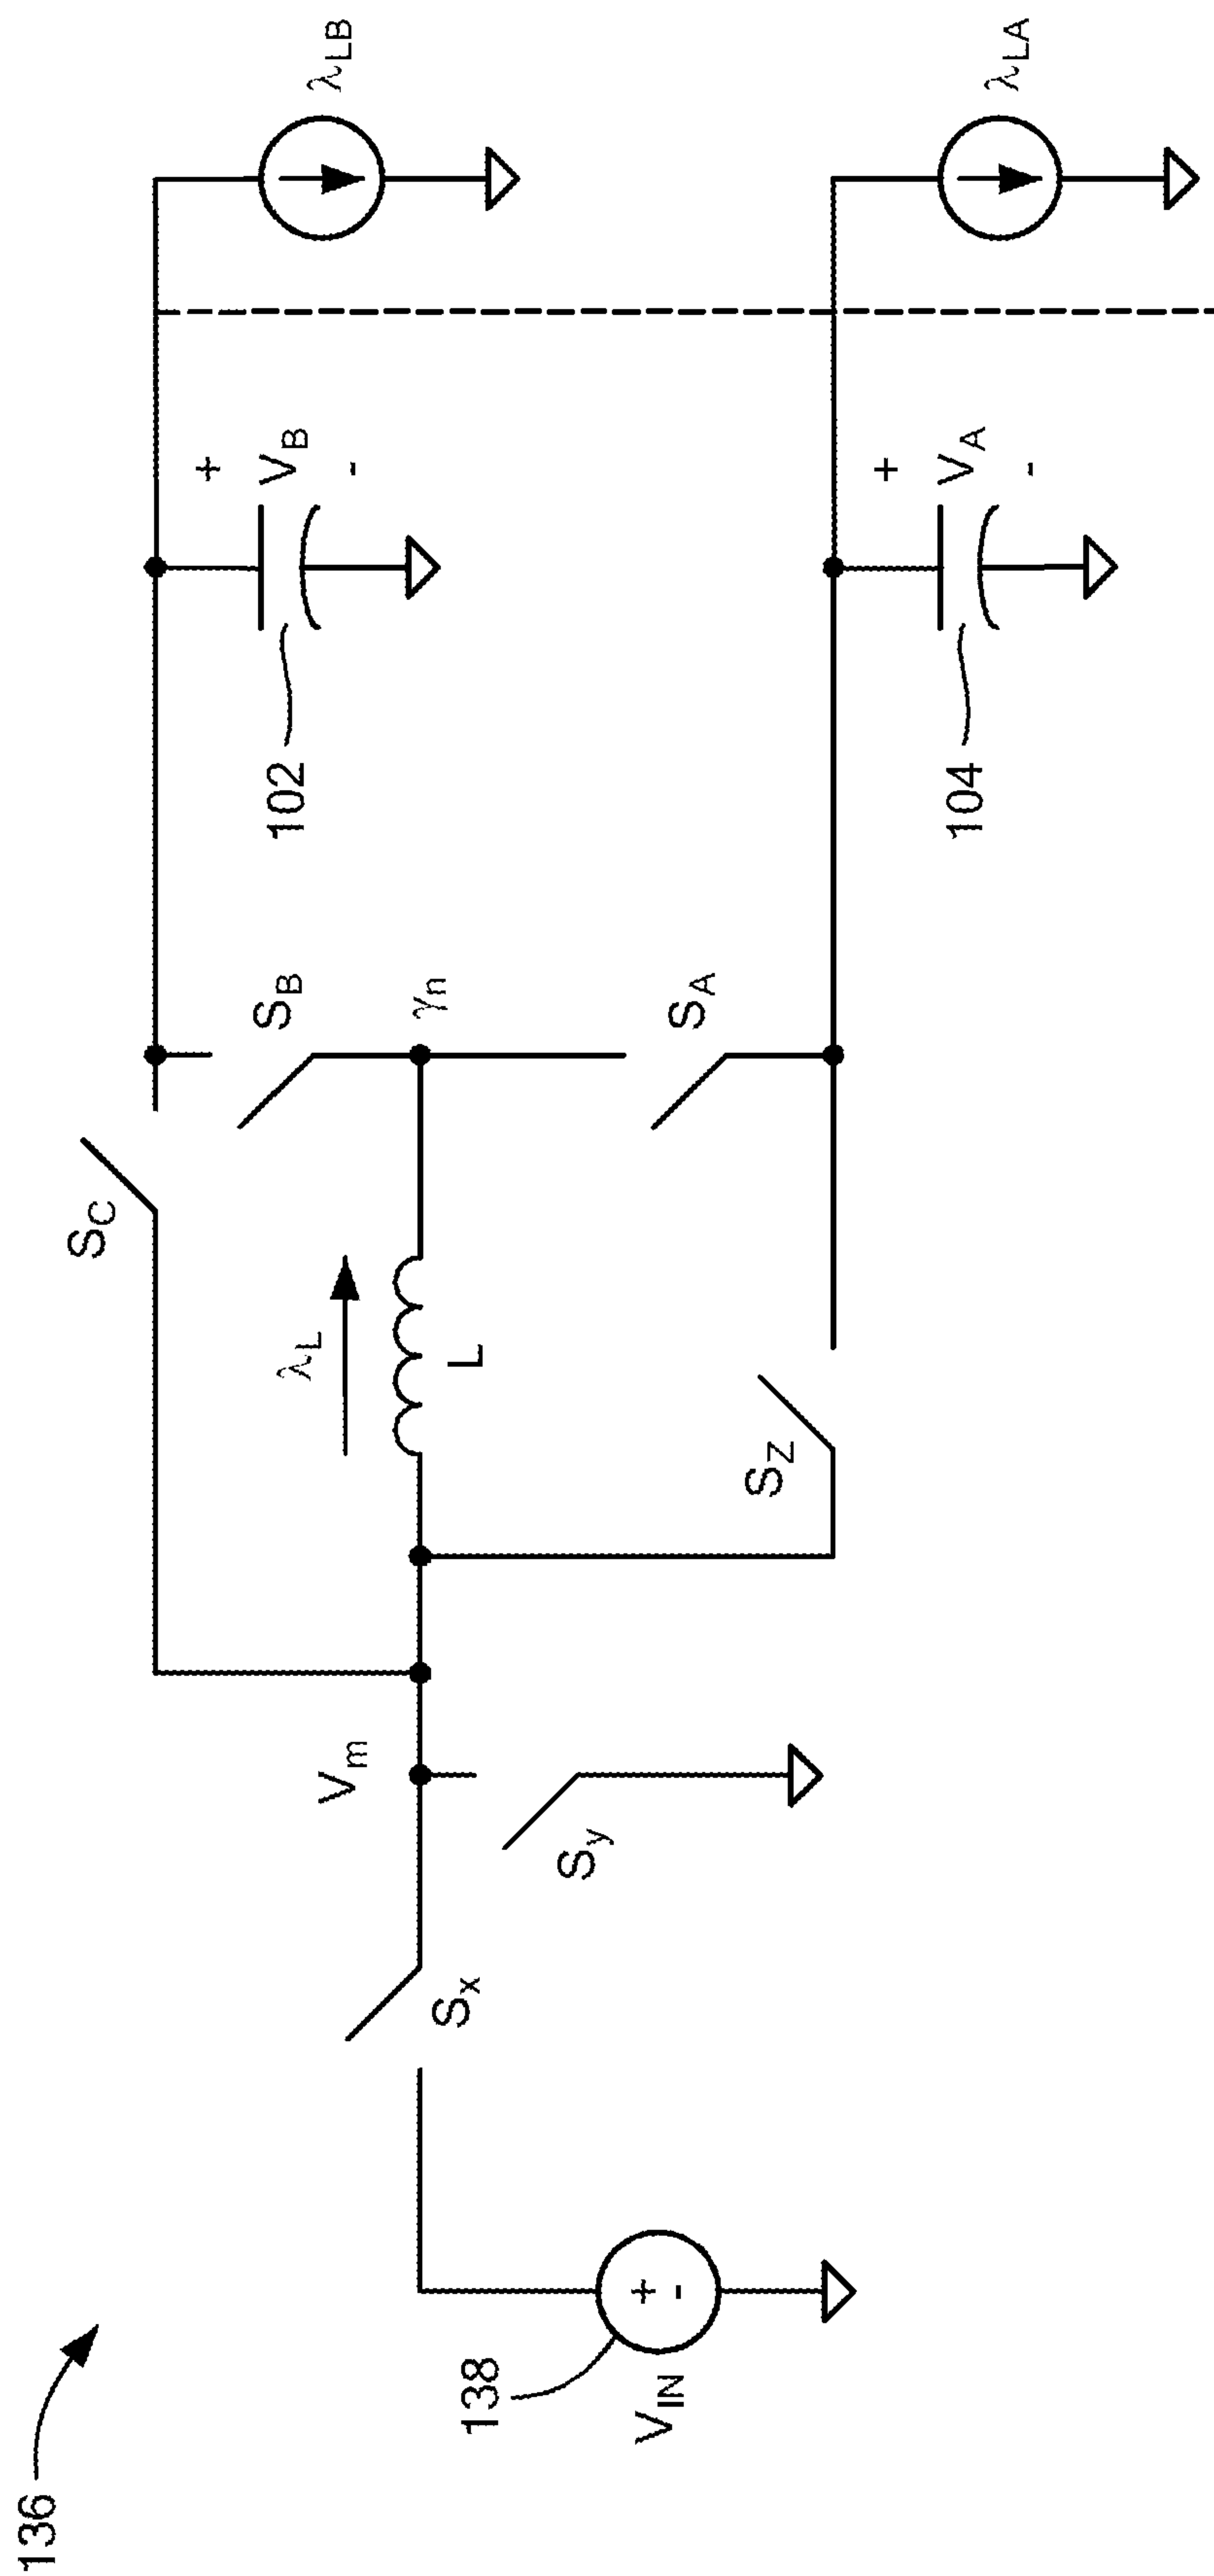 136
138
V_IN
S_x
S_y
V_m
S_C
λ_L
L
S_Z
S_B
γ_n
S_A
102
104
+
V_B
-
+
V_A
-
λ_LB
λ_LA
+
-